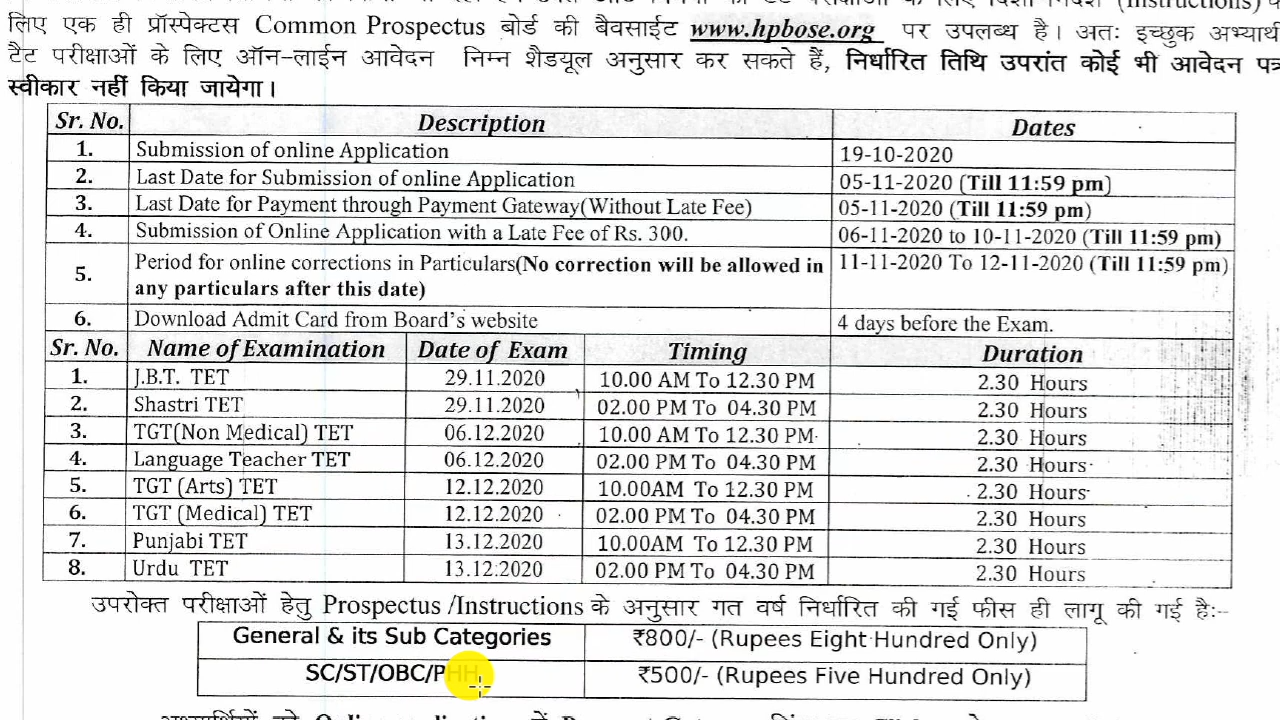 (Instructions)
लिए एक ही प्रॉस्पेक्टस Common Prospectus बोर्ड की बैवसाईट www.hpbose.org पर उपलब्ध है। अतः इच्छुक अभ्यार्थी
टैट परीक्षाओं के लिए ऑन-लाईन आवेदन निम्न शैडयूल अनुसार कर सकते हैं, निर्धारित तिथि उपरांत कोई भी आवेदन पत्र
स्वीकार नहीं किया जायेगा।
Sr. No. Description Dates
1. Submission of online Application 19-10-2020
2. Last Date for Submission of online Application 05-11-2020 (Till 11:59 pm)
3. Last Date for Payment through Payment Gateway(Without Late Fee) 05-11-2020 (Till 11:59 pm)
4. Submission of Online Application with a Late Fee of Rs. 300. 06-11-2020 to 10-11-2020 (Till 11:59 pm)
5. Period for online corrections in Particulars(No correction will be allowed in 11-11-2020 To 12-11-2020 (Till 11:59 pm)
any particulars after this date)
6. Download Admit Card from Board's website 4 days before the Exam.
Sr. No. Name of Examination Date of Exam Timing Duration
1. J.B.T. TET 29.11.2020 10.00 AM To 12.30 PM 2.30 Hours
2. Shastri TET 29.11.2020 02.00 PM To 04.30 PM 2.30 Hours
3. TGT(Non Medical) TET 06.12.2020 10.00 AM To 12.30 PM 2.30 Hours
4. Language Teacher TET 06.12.2020 02.00 PM To 04.30 PM 2.30 Hours
5. TGT (Arts) TET 12.12.2020 10.00AM To 12.30 PM 2.30 Hours
6. TGT (Medical) TET 12.12.2020 02.00 PM To 04.30 PM 2.30 Hours
7. Punjabi TET 13.12.2020 10.00AM To 12.30 PM 2.30 Hours
8. Urdu TET 13.12.2020 02.00 PM To 04.30 PM 2.30 Hours
उपरोक्त परीक्षाओं हेतु Prospectus /Instructions के अनुसार गत वर्ष निर्धारित की गई फीस ही लागू की गई है:-
General & its Sub Categories ₹800/- (Rupees Eight Hundred Only)
SC/ST/OBC/PHH ₹500/- (Rupees Five Hundred Only)